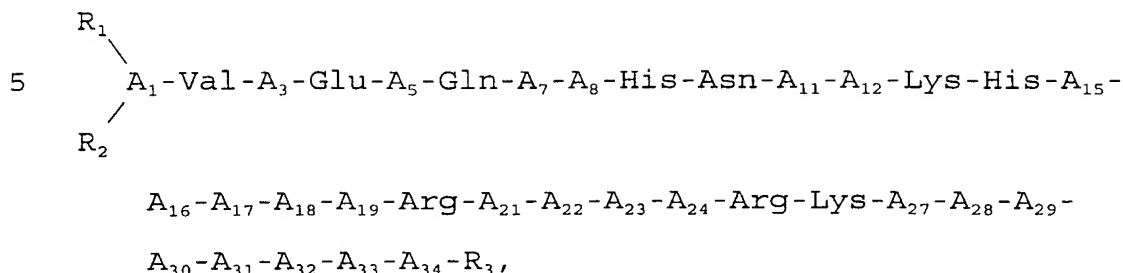 R₁
5 A₁-Val-A₃-Glu-A₅-Gln-A₇-A₈-His-Asn-A₁₁-A₁₂-Lys-His-A₁₅-
R₂
A₁₆-A₁₇-A₁₈-A₁₉-Arg-A₂₁-A₂₂-A₂₃-A₂₄-Arg-Lys-A₂₇-A₂₈-A₂₉-
A₃₀-A₃₁-A₃₂-A₃₃-A₃₄-R₃,